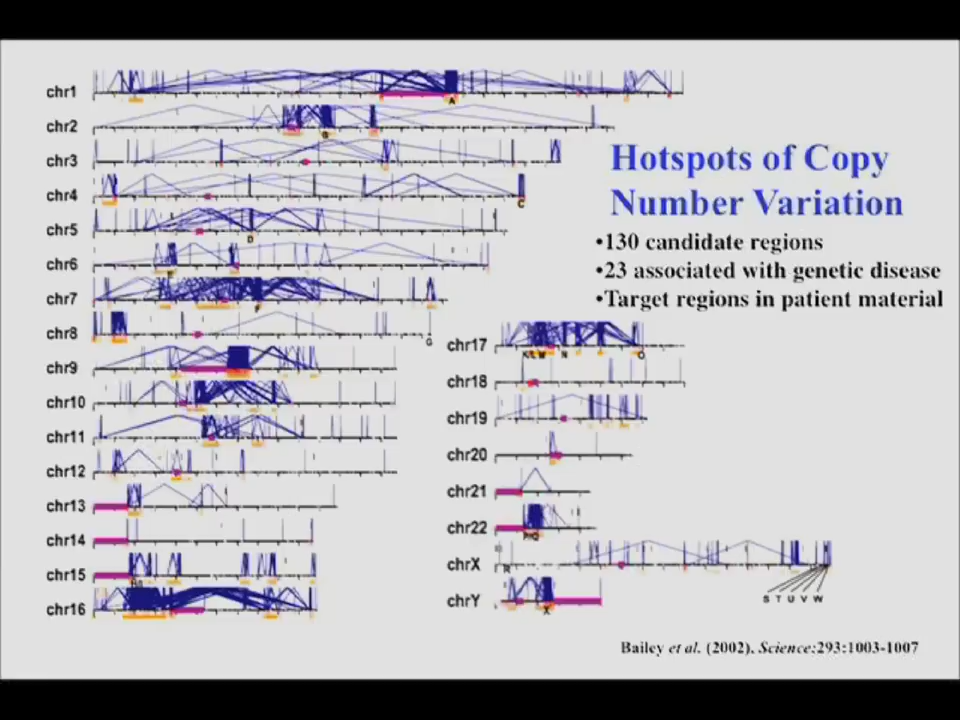 Hotspots of Copy
Number Variation
•130 candidate regions
•23 associated with genetic disease
•Target regions in patient material
chr1
A
chr2
chr3
chr4
C
chr5
D
chr6
chr7
chr8
G
chr9
chr10
chr11
chr12
chr13
chr14
chr15
chr16
chr17
N
O
chr18
chr19
chr20
chr21
chr22
chrX
R
S T U V W
chrY
X
Bailey et al. (2002). Science:293:1003-1007